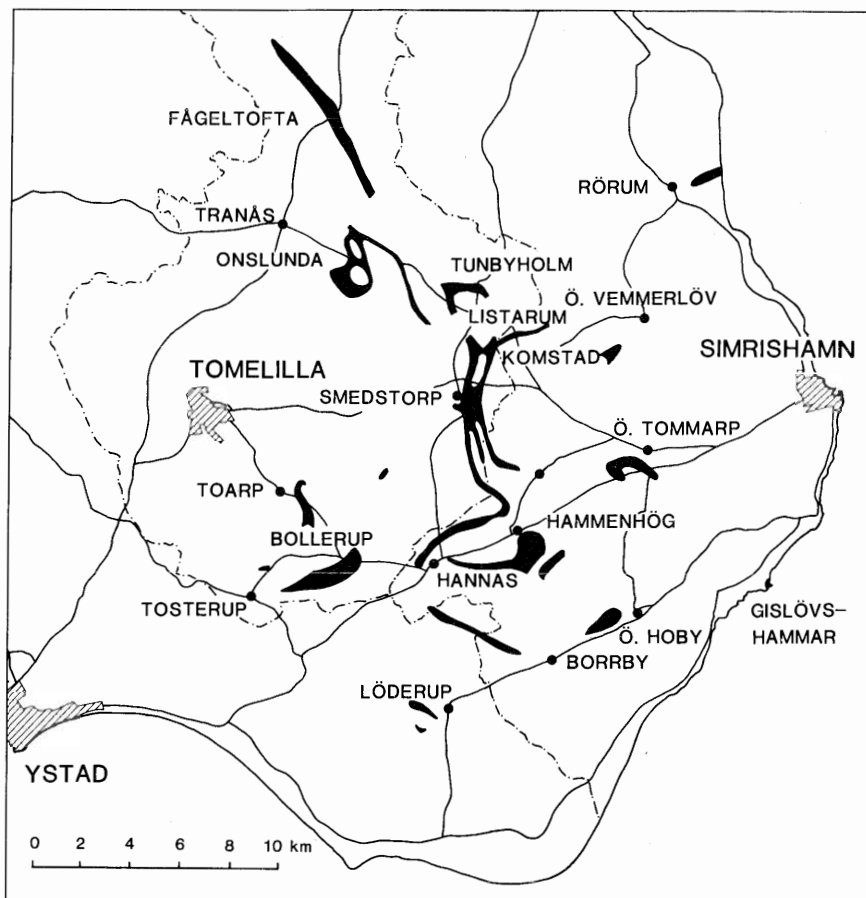 FÅGELTOFTA
RÖRUM
TRANÅS
ONSLUNDA
TUNBYHOLM
Ö. VEMMERLÖV
LISTARUM
SIMRISHAMN
KOMSTAD
TOMELILLA
SMEDSTORP
Ö. TOMMARP
TOARP
HAMMENHÖG
BOLLERUP
HANNAS
TOSTERUP
GISLÖVS-
HAMMAR
Ö. HOBY
BORRBY
LÖDERUP
YSTAD
0 2 4 6 8 10 km